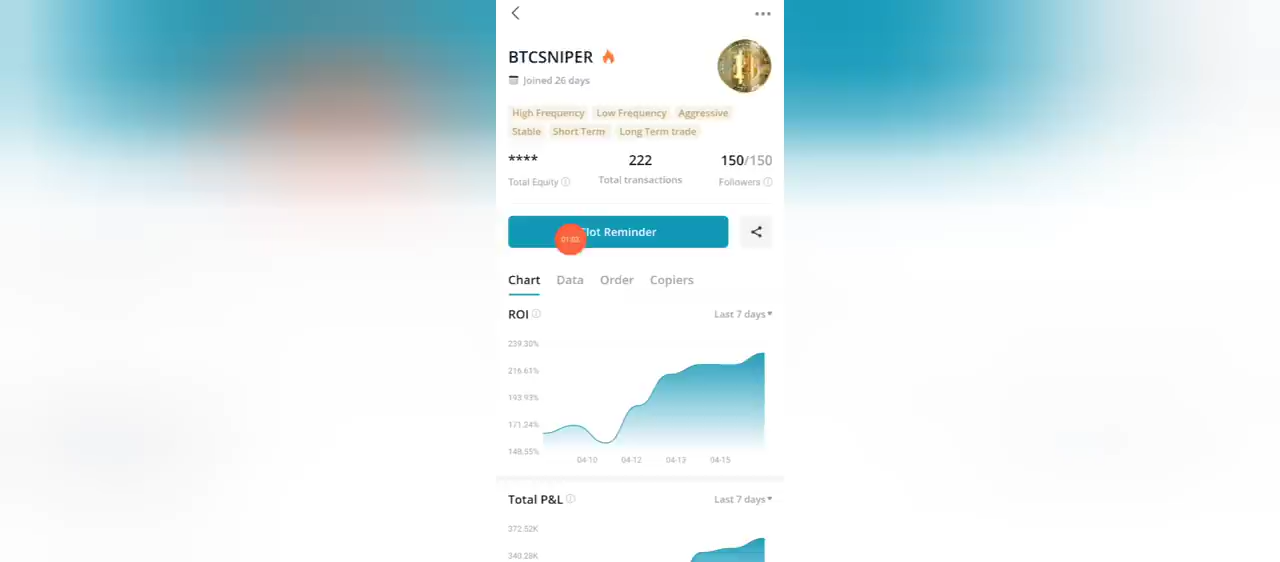 BTCSNIPER
Joined 26 days
High Frequency Low Frequency Aggressive
Stable Short Term Long Term trade
**** 222 150/150
Total Equity Total transactions Followers
Slot Reminder
01:03
Chart Data Order Copiers
ROI Last 7 days
239.30%
216.61%
193.93%
171.24%
148.55%
04-10 04-12 04-13 04-15
Total P&L Last 7 days
372.52K
340.28K